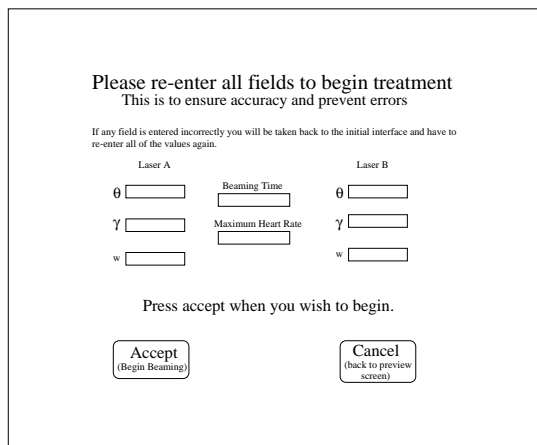 Please re-enter all fields to begin treatment
This is to ensure accuracy and prevent errors
If any field is entered incorrectly you will be taken back to the initial interface and have to
re-enter all of the values again.
Laser A
Laser B
θ
Beaming Time
θ
γ
Maximum Heart Rate
γ
w
w
Press accept when you wish to begin.
Accept
(Begin Beaming)
Cancel
(back to preview
screen)